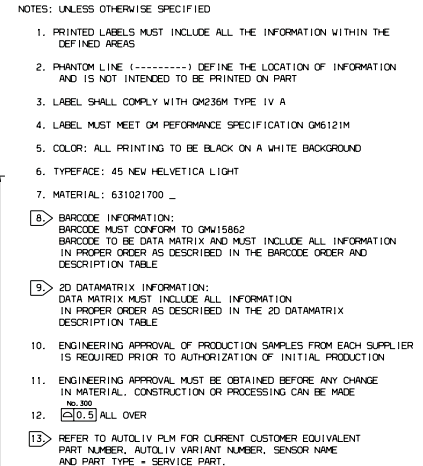 NOTES: UNLESS OTHERWISE SPECIFIED
1. PRINTED LABELS MUST INCLUDE ALL THE INFORMATION WITHIN THE
DEFINED AREAS
2. PHANTOM LINE (---------) DEFINE THE LOCATION OF INFORMATION
AND IS NOT INTENDED TO BE PRINTED ON PART
3. LABEL SHALL COMPLY WITH GM236M TYPE IV A
4. LABEL MUST MEET GM PEFORMANCE SPECIFICATION GM6121M
5. COLOR: ALL PRINTING TO BE BLACK ON A WHITE BACKGROUND
6. TYPEFACE: 45 NEW HELVETICA LIGHT
7. MATERIAL: 631021700 _
8. BARCODE INFORMATION:
BARCODE MUST CONFORM TO GMW15862
BARCODE TO BE DATA MATRIX AND MUST INCLUDE ALL INFORMATION
IN PROPER ORDER AS DESCRIBED IN THE BARCODE ORDER AND
DESCRIPTION TABLE
9. 2D DATAMATRIX INFORMATION:
DATA MATRIX MUST INCLUDE ALL INFORMATION
IN PROPER ORDER AS DESCRIBED IN THE 2D DATAMATRIX
DESCRIPTION TABLE
10. ENGINEERING APPROVAL OF PRODUCTION SAMPLES FROM EACH SUPPLIER
IS REQUIRED PRIOR TO AUTHORIZATION OF INITIAL PRODUCTION
11. ENGINEERING APPROVAL MUST BE OBTAINED BEFORE ANY CHANGE
IN MATERIAL, CONSTRUCTION OR PROCESSING CAN BE MADE
No. 300
12. ⌓ 0.5 ALL OVER
13. REFER TO AUTOLIV PLM FOR CURRENT CUSTOMER EQUIVALENT
PART NUMBER, AUTOLIV VARIANT NUMBER, SENSOR NAME
AND PART TYPE - SERVICE PART.